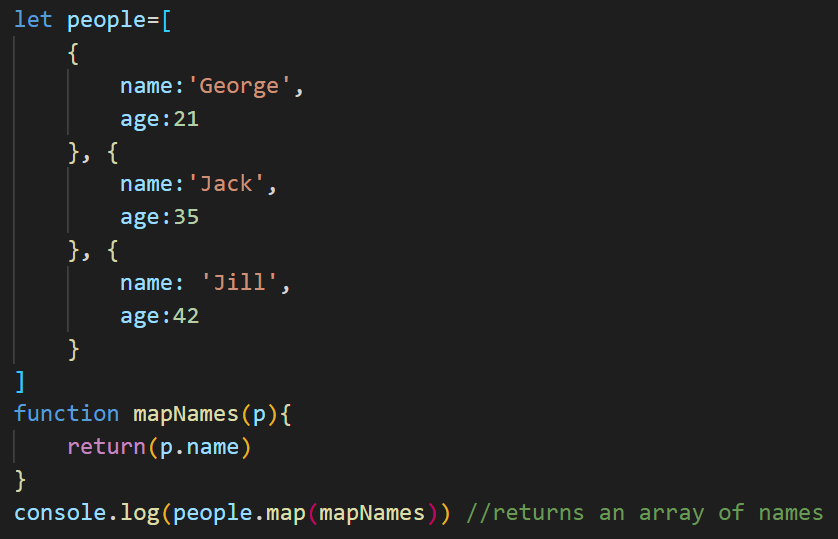 let people=[
    {
        name:'George',
        age:21
    }, {
        name:'Jack',
        age:35
    }, {
        name: 'Jill',
        age:42
    }
]
function mapNames(p){
    return(p.name)
}
console.log(people.map(mapNames)) //returns an array of names